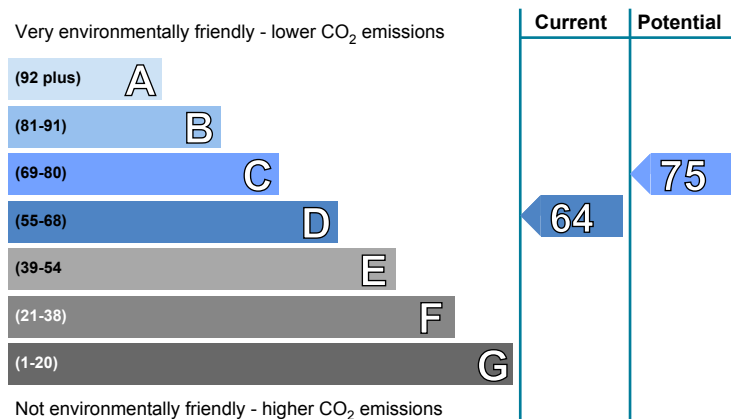 Very environmentally friendly - lower CO2 emissions
Current
Potential
(92 plus) A
(81-91) B
(69-80) C
75
(55-68) D
64
(39-54 E
(21-38) F
(1-20) G
Not environmentally friendly - higher CO2 emissions